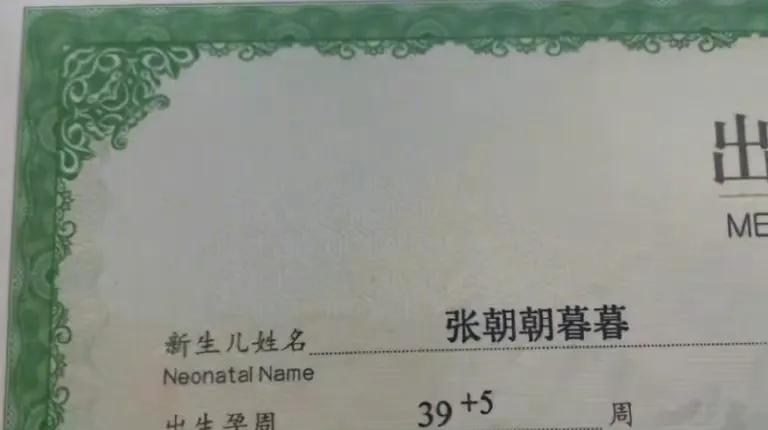 出
ME
新生儿姓名 张朝朝暮暮
Neonatal Name
出生孕周 39 +5 周